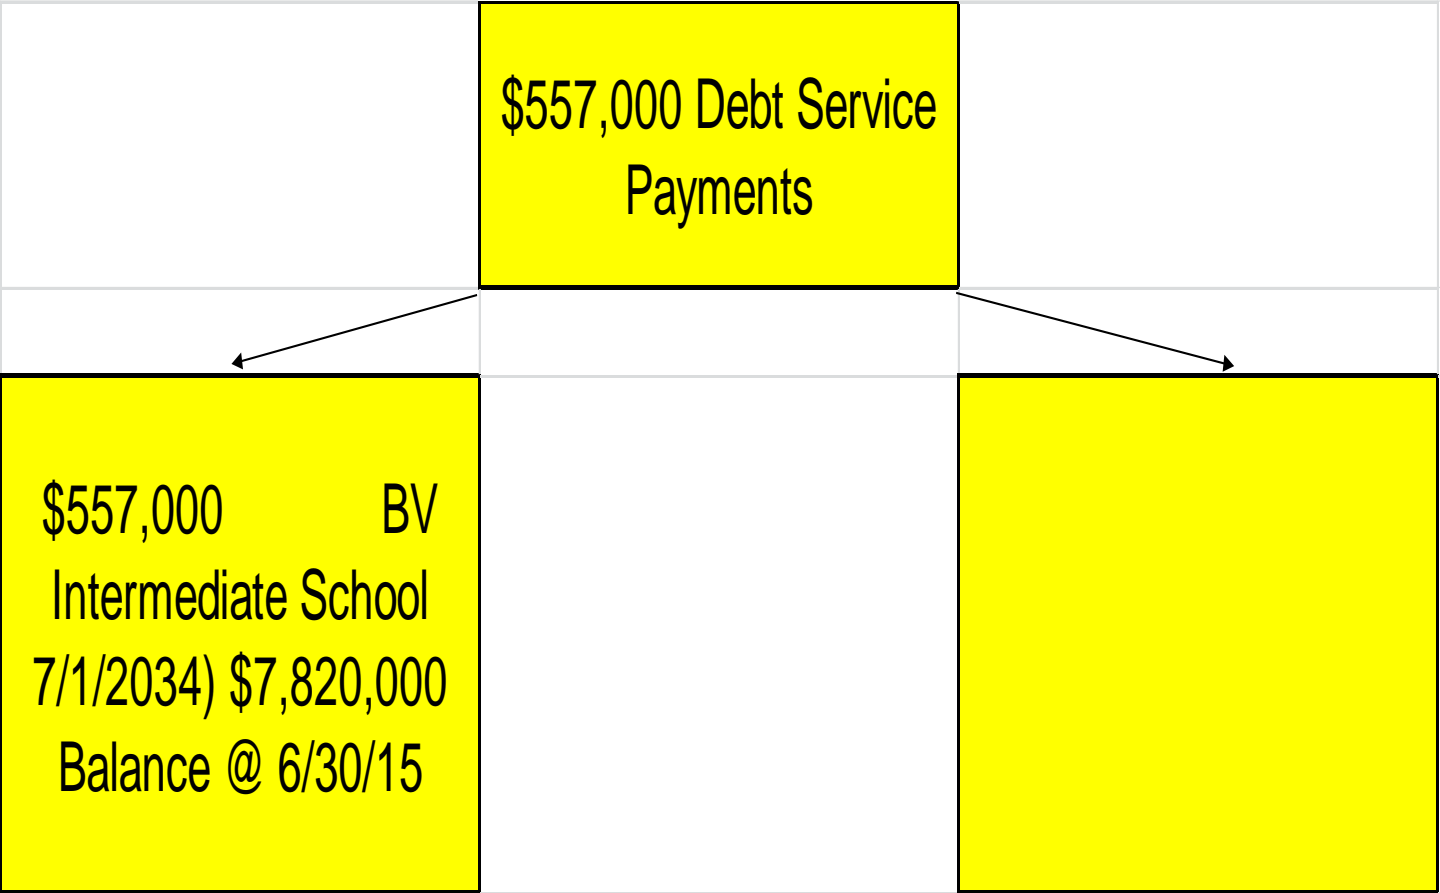 $557,000 Debt Service
Payments
$557,000 BV
Intermediate School
7/1/2034) $7,820,000
Balance @ 6/30/15